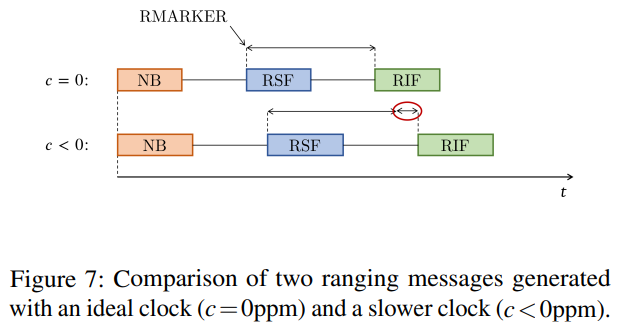 RMARKER
c = 0: NB RSF RIF
c < 0: NB RSF RIF
t
Figure 7: Comparison of two ranging messages generated
with an ideal clock (c=0ppm) and a slower clock (c<0ppm).